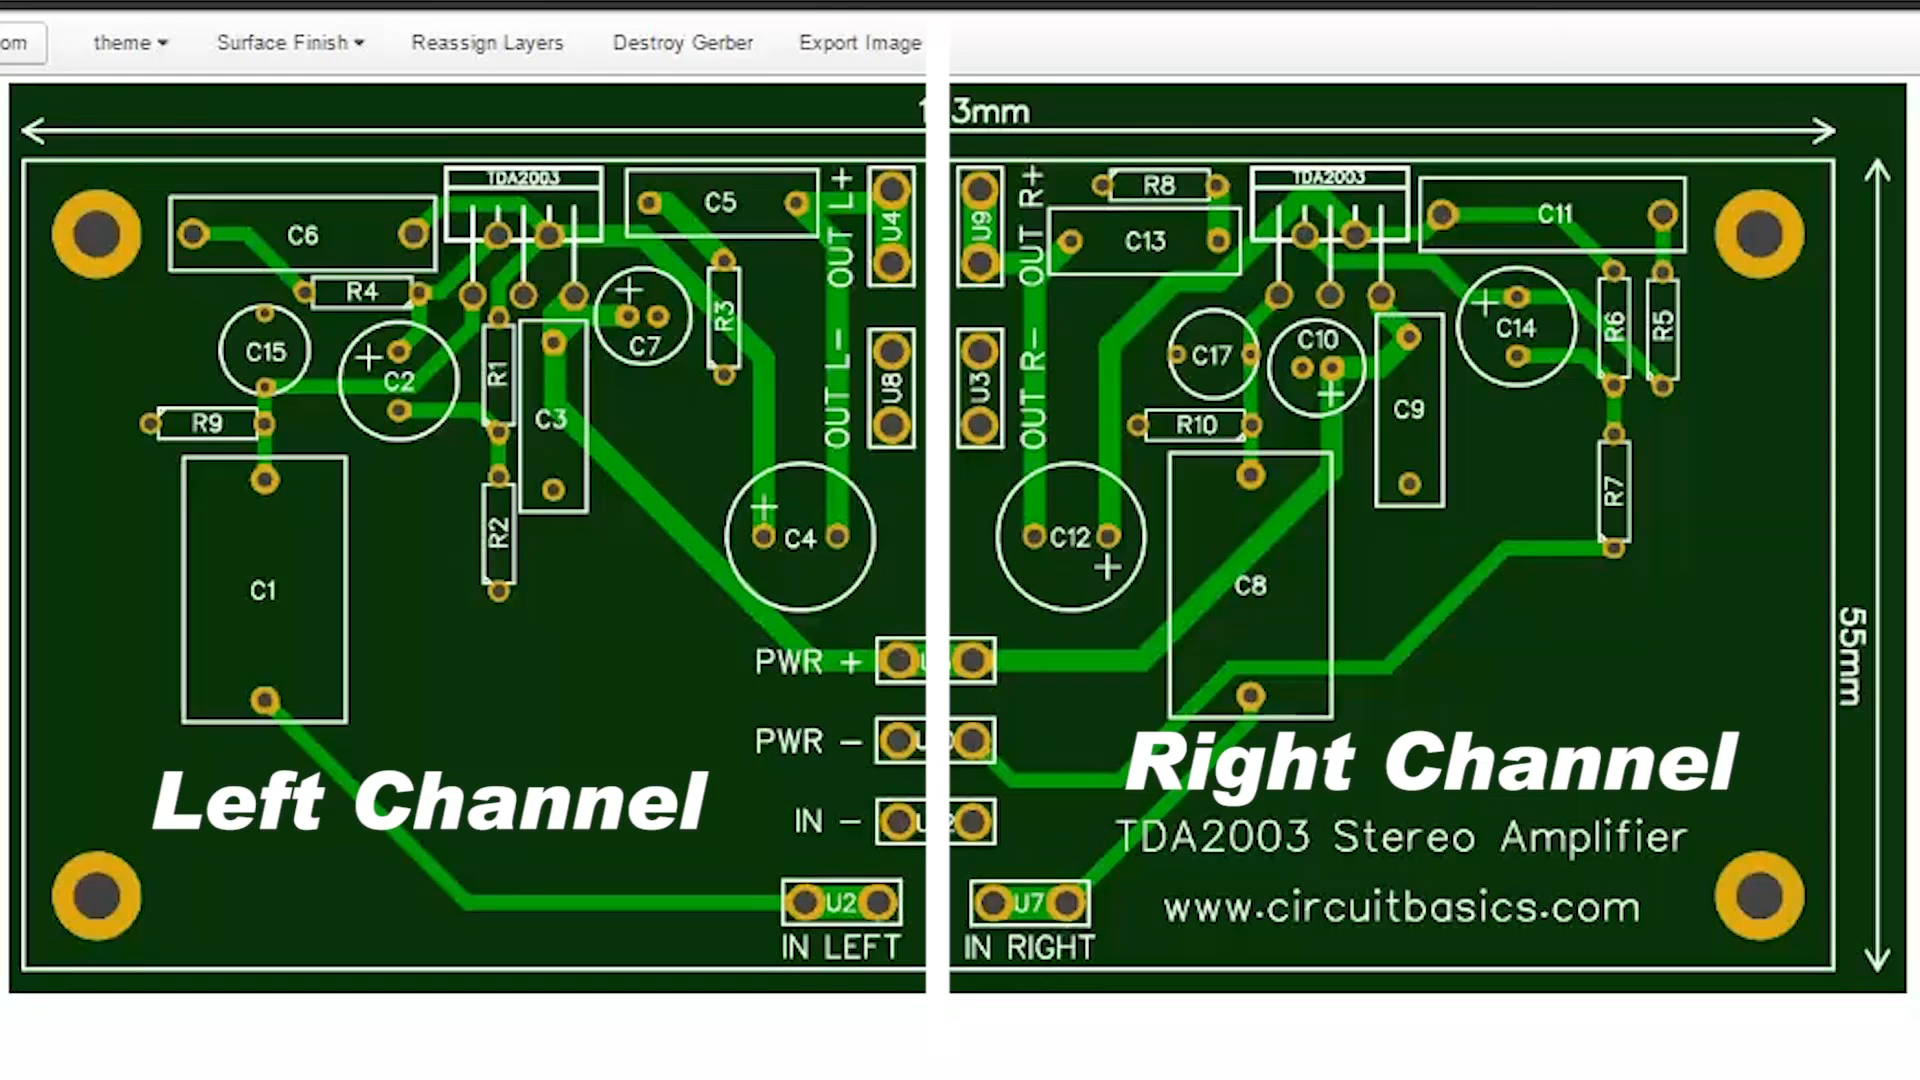 om theme Surface Finish Reassign Layers Destroy Gerber Export Image
3mm
TDA2003
C6
C5
OUT L+
U4
R4
C15
C2
R1
C7
R3
C3
OUT L-
U8
R9
R2
C4
C1
PWR +
PWR -
IN -
Left Channel
U2
IN LEFT
U9
OUT R+
R8
TDA2003
C11
C13
C17
C10
C14
R6
R5
U3
OUT R-
R10
C9
C12
R7
C8
55mm
Right Channel
TDA2003 Stereo Amplifier
www.circuitbasics.com
U7
IN RIGHT